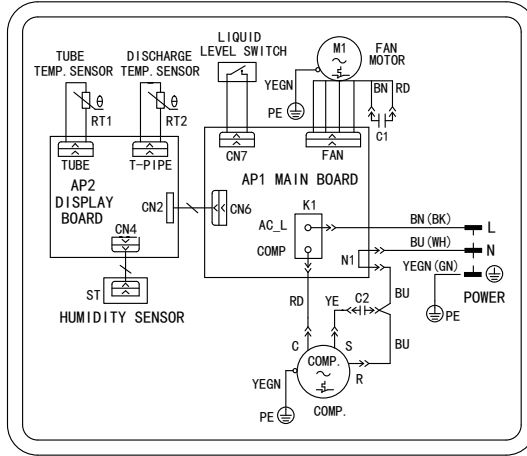 LIQUID
LEVEL SWITCH
TUBE
TEMP. SENSOR
DISCHARGE
TEMP. SENSOR
M1
FAN
MOTOR
θ
RT1
θ
RT2
YEGN
PE
BN
RD
C1
TUBE
T-PIPE
CN7
FAN
AP2
DISPLAY
BOARD
AP1 MAIN BOARD
CN2
CN6
K1
AC_L
COMP
CN4
ST
HUMIDITY SENSOR
N1
BN(BK)
L
BU(WH)
N
YEGN(GN)
PE
POWER
RD
YE
C2
BU
BU
C
S
R
COMP.
YEGN
PE
COMP.